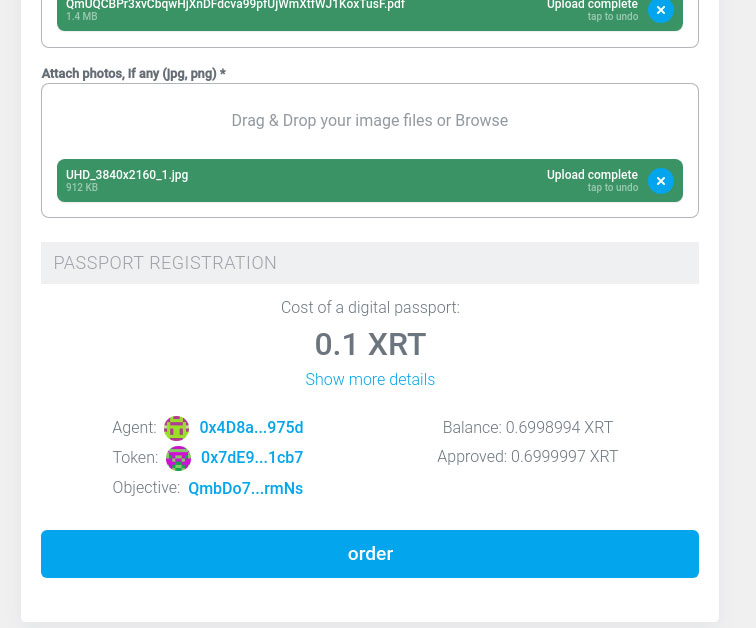 QmUQCBPr3xvCbqwHjXnDFdcva99pfUjWmXtfWJ1KoxTusF.pdf
Upload complete
1.4 MB
tap to undo
Attach photos, if any (jpg, png) *
Drag & Drop your image files or Browse
UHD_3840x2160_1.jpg
Upload complete
912 KB
tap to undo
PASSPORT REGISTRATION
Cost of a digital passport:
0.1 XRT
Show more details
Agent: 0x4D8a...975d
Balance: 0.6998994 XRT
Token: 0x7dE9...1cb7
Approved: 0.6999997 XRT
Objective: QmbDo7...rmNs
order